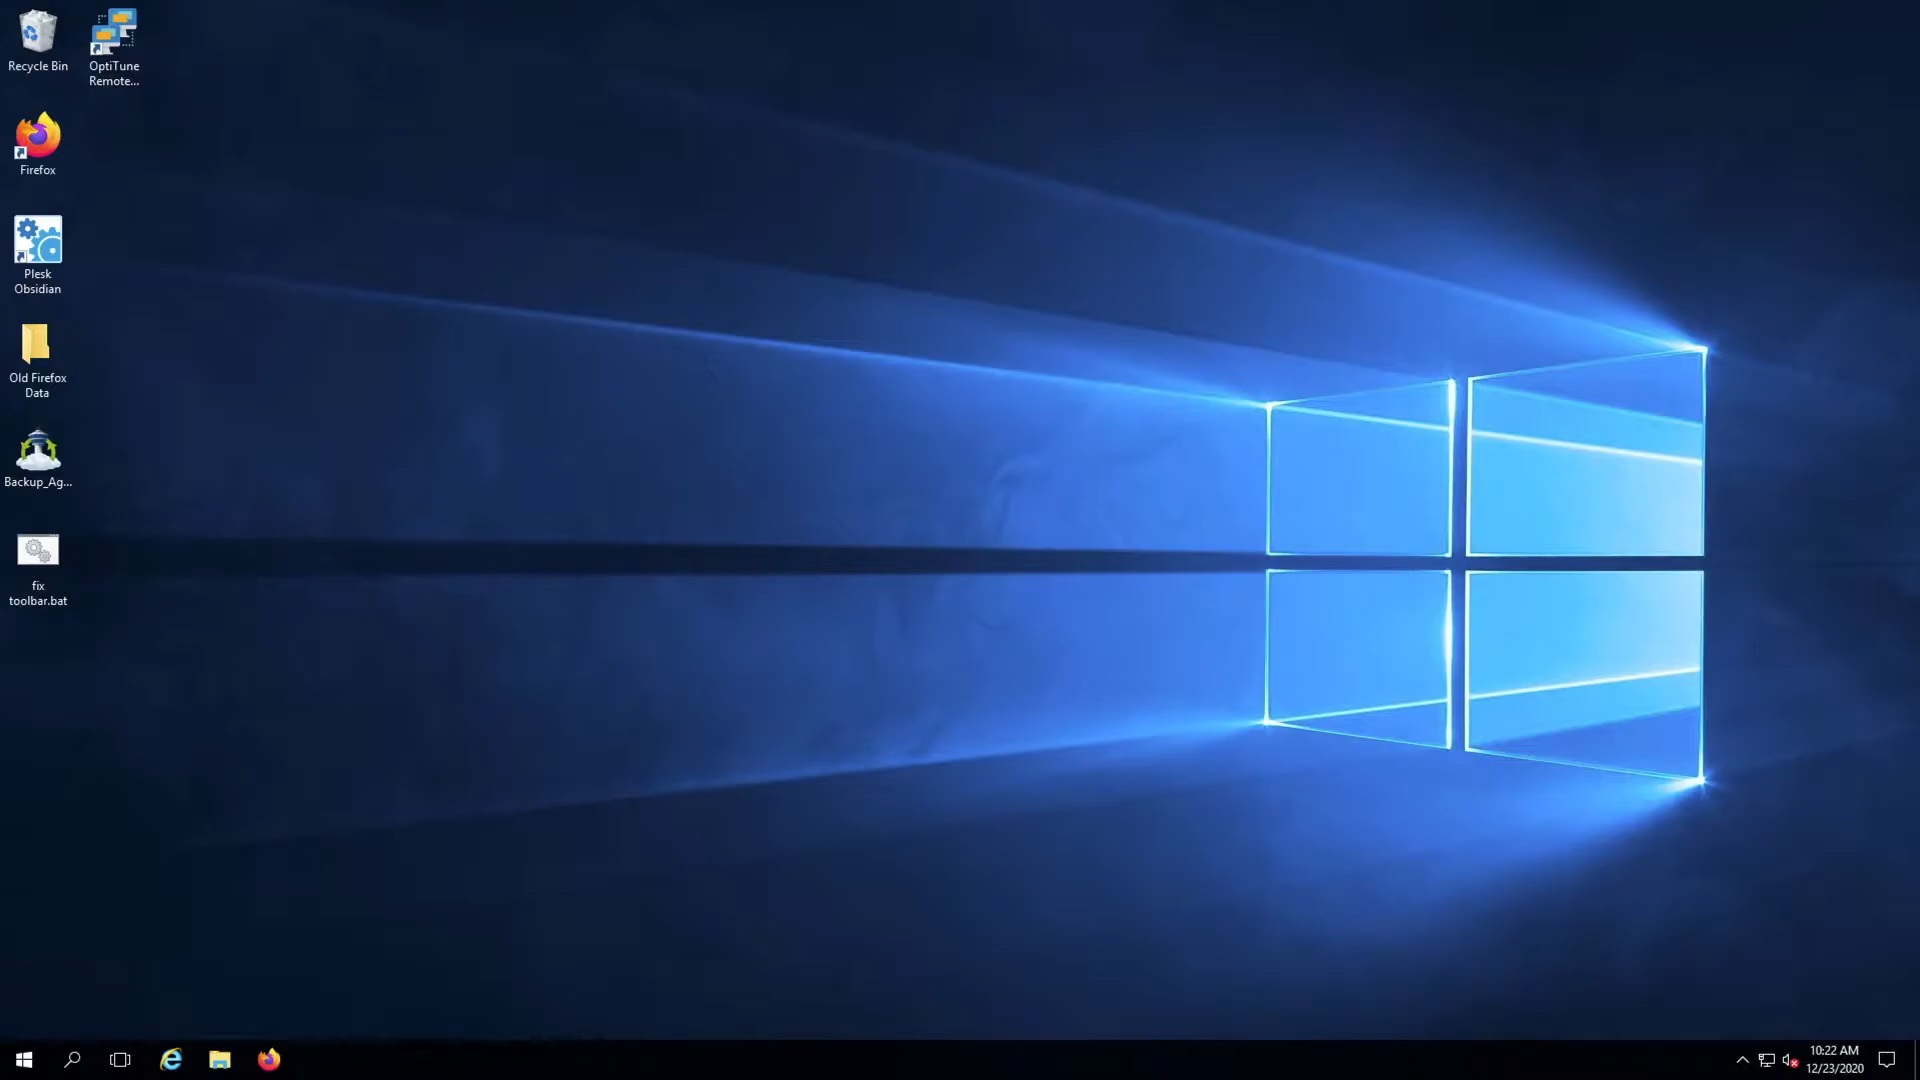 Recycle Bin
OptiTune
Remote...
Firefox
Plesk
Obsidian
Old Firefox
Data
Backup_Ag...
fix
toolbar.bat
10:22 AM
12/23/2020